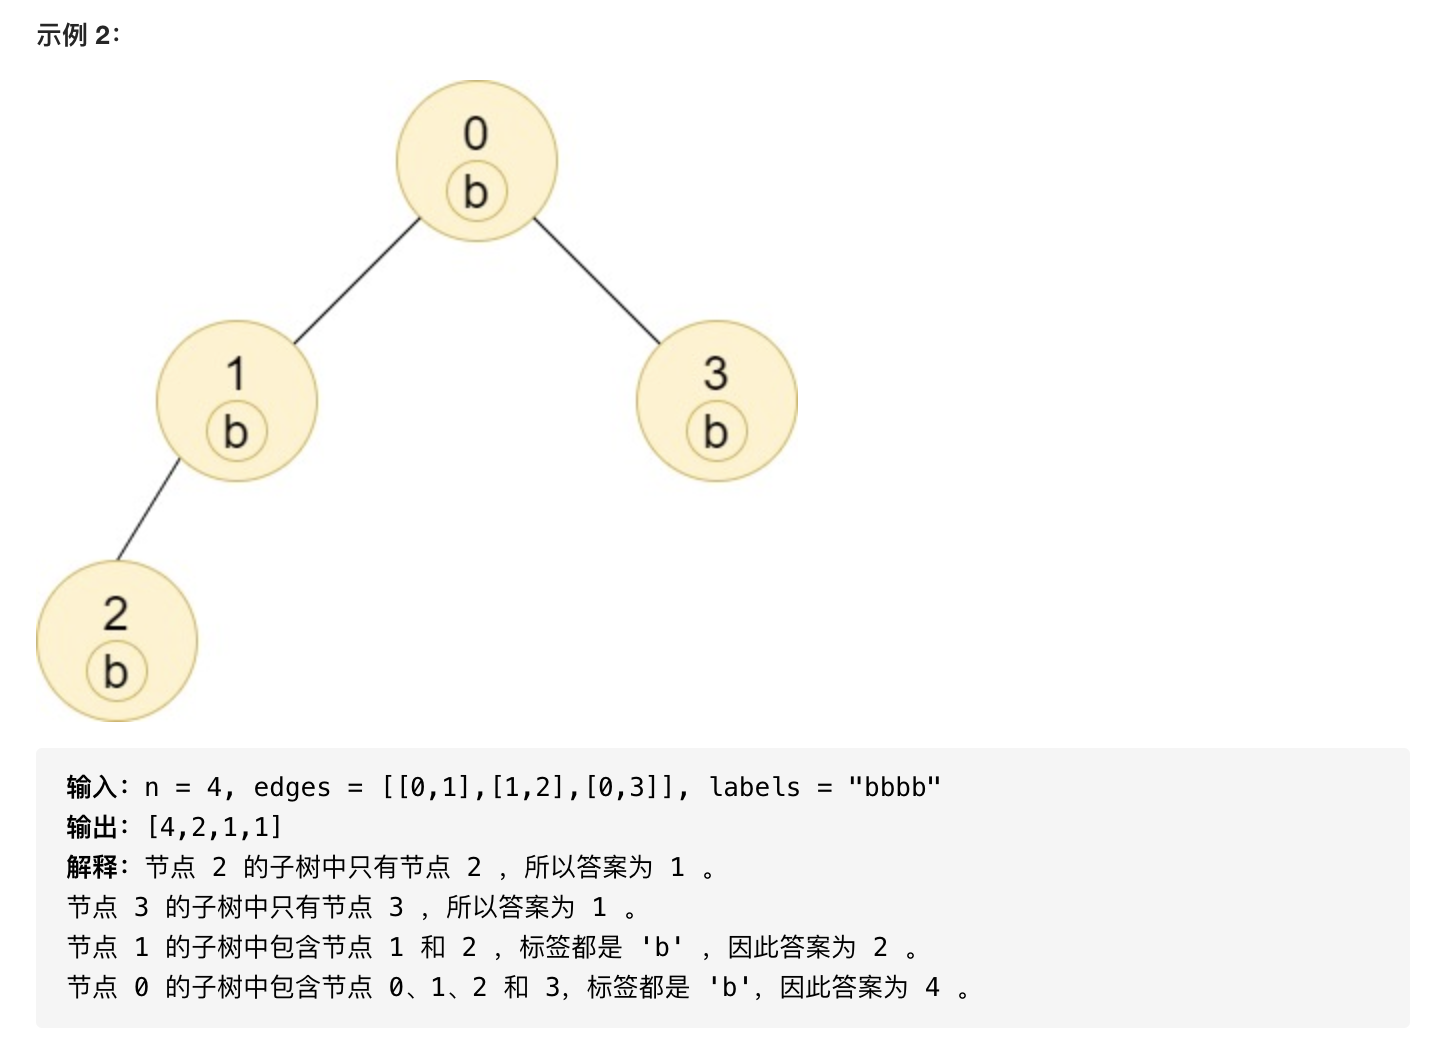 示例 2：
0
b
1
b
3
b
2
b
输入：n = 4, edges = [[0,1],[1,2],[0,3]], labels = "bbbb"
输出：[4,2,1,1]
解释：节点 2 的子树中只有节点 2 ，所以答案为 1 。
节点 3 的子树中只有节点 3 ，所以答案为 1 。
节点 1 的子树中包含节点 1 和 2 ，标签都是 'b' ，因此答案为 2 。
节点 0 的子树中包含节点 0、1、2 和 3，标签都是 'b'，因此答案为 4 。